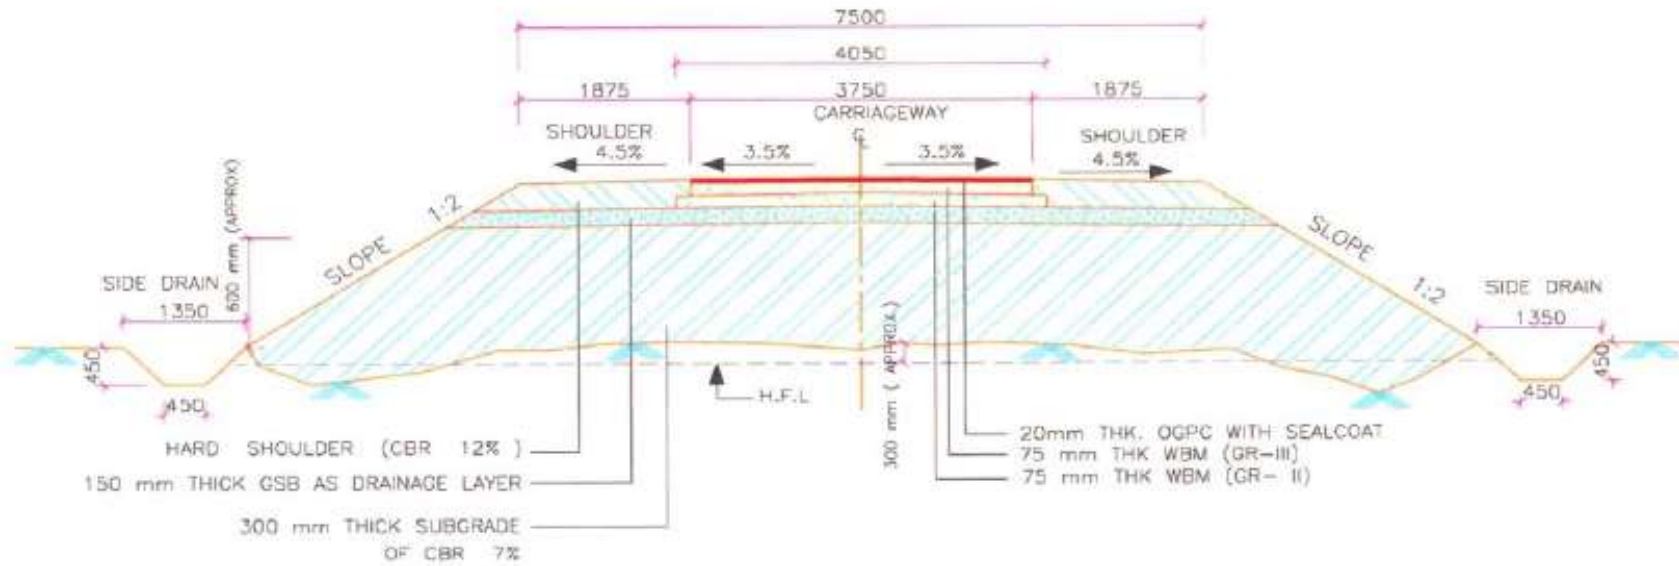 7500
4050
1875 3750 1875
CARRIAGEWAY
℄
SHOULDER SHOULDER
4.5% 3.5% 3.5% 4.5%
1:2
SLOPE
600 mm (APPROX)
SLOPE
1:2
SIDE DRAIN SIDE DRAIN
1350 1350
450 450
450 450
H.F.L
300 mm ( APPROX.)
HARD SHOULDER (CBR 12% )
150 mm THICK GSB AS DRAINAGE LAYER
300 mm THICK SUBGRADE
OF CBR 7%
20mm THK. OGPC WITH SEALCOAT
75 mm THK WBM (GR-III)
75 mm THK WBM (GR- II)